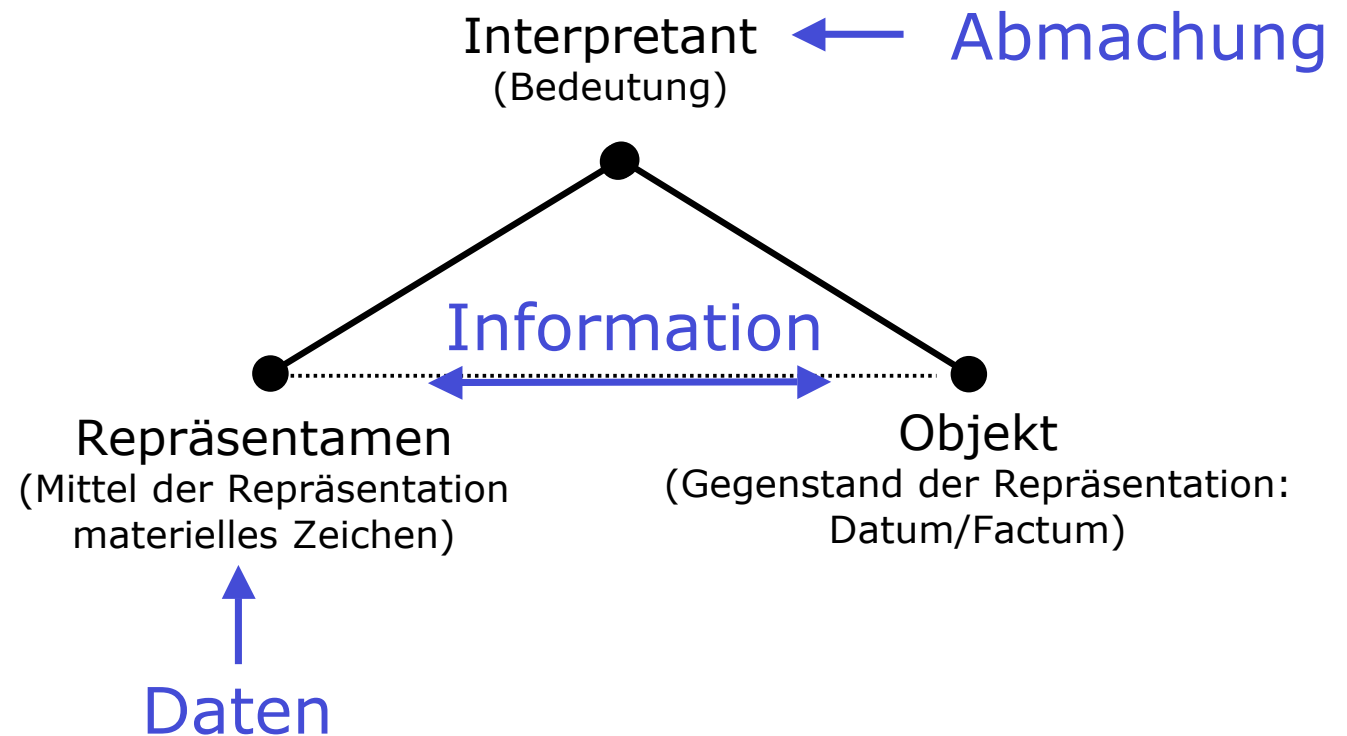 Interpretant
Abmachung
(Bedeutung)
Information
Repräsentamen
(Mittel der Repräsentation
materielles Zeichen)
Objekt
(Gegenstand der Repräsentation:
Datum/Factum)
Daten